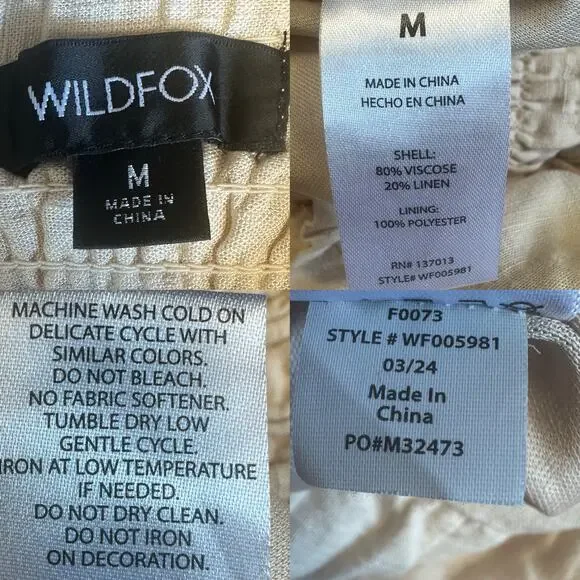 WILDFOX
M
MADE IN
CHINA
M
MADE IN CHINA
HECHO EN CHINA
SHELL:
80% VISCOSE
20% LINEN
LINING:
100% POLYESTER
RN# 137013
STYLE# WF005981
MACHINE WASH COLD ON
DELICATE CYCLE WITH
SIMILAR COLORS.
DO NOT BLEACH.
NO FABRIC SOFTENER.
TUMBLE DRY LOW
GENTLE CYCLE.
IRON AT LOW TEMPERATURE
IF NEEDED.
DO NOT DRY CLEAN.
DO NOT IRON
ON DECORATION.
F0073
STYLE # WF005981
03/24
Made In
China
PO#M32473